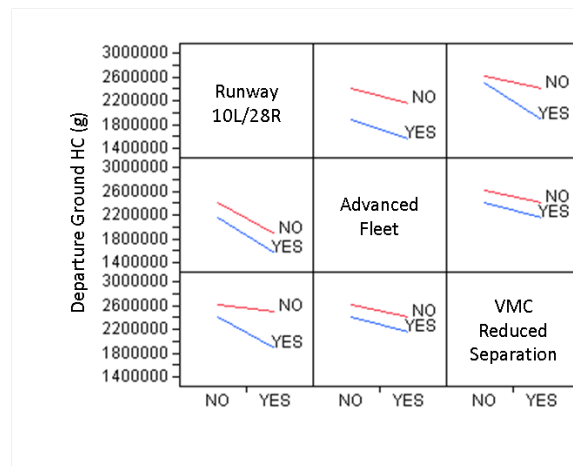 Departure Ground HC (g)
3000000
2600000
2200000
1800000
1400000
Runway
10L/28R
NO
YES
NO
YES
3000000
2600000
2200000
1800000
1400000
NO
YES
Advanced
Fleet
NO
YES
3000000
2600000
2200000
1800000
1400000
NO
YES
NO
YES
VMC
Reduced
Separation
NO YES NO YES NO YES